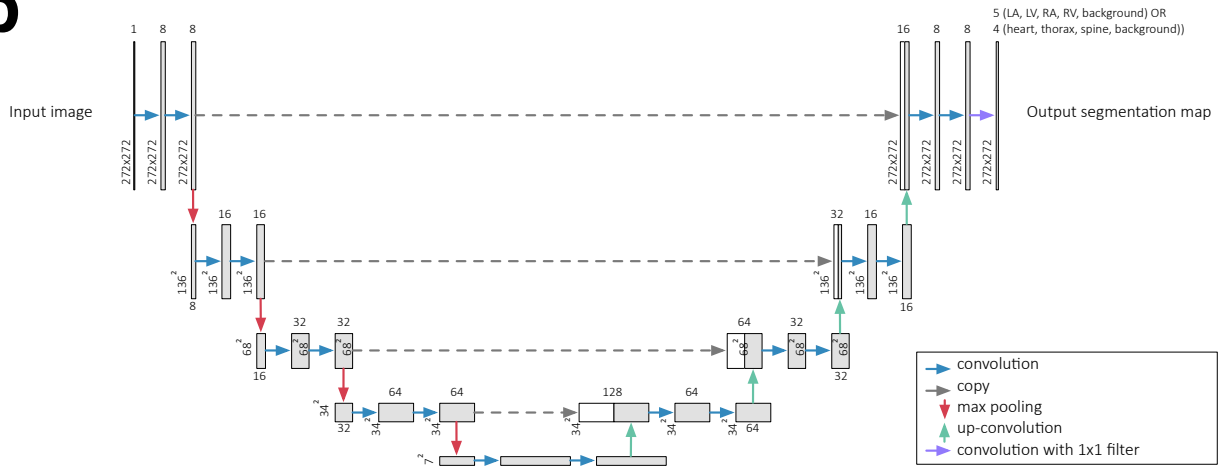 b
5 (LA, LV, RA, RV, background) OR
4 (heart, thorax, spine, background))
1 8 8 16 8 8
Input image
Output segmentation map
272x272 272x272 272x272 272x272 272x272 272x272 272x272
16 16 32 16
136² 136² 136² 136² 136² 136²
8 16
32 32 64 32
68² 68² 68² 68² 68² 68²
16 32
64 64 128 64
34² 34² 34² 34² 34² 34²
32 64
7²
convolution
copy
max pooling
up-convolution
convolution with 1x1 filter